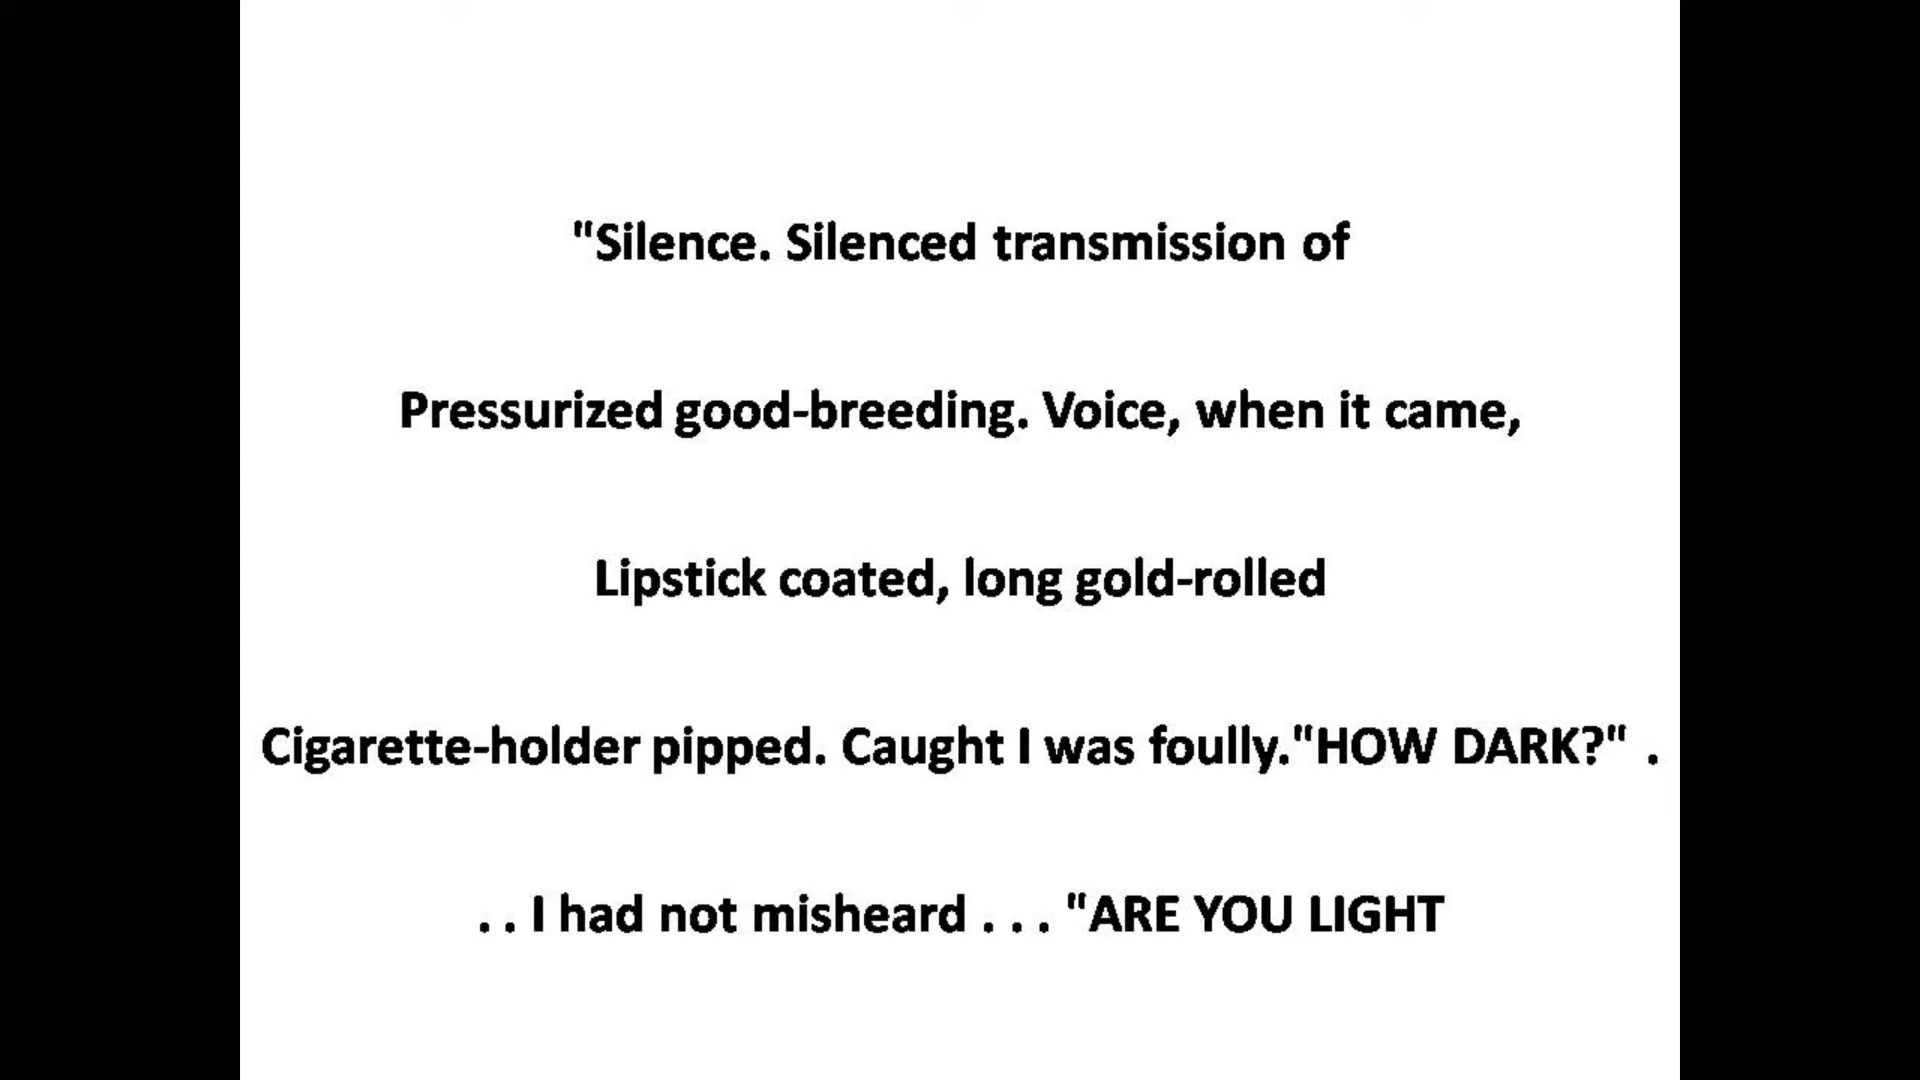 "Silence. Silenced transmission of
Pressurized good-breeding. Voice, when it came,
Lipstick coated, long gold-rolled
Cigarette-holder pipped. Caught I was foully."HOW DARK?" .
. . I had not misheard . . . "ARE YOU LIGHT